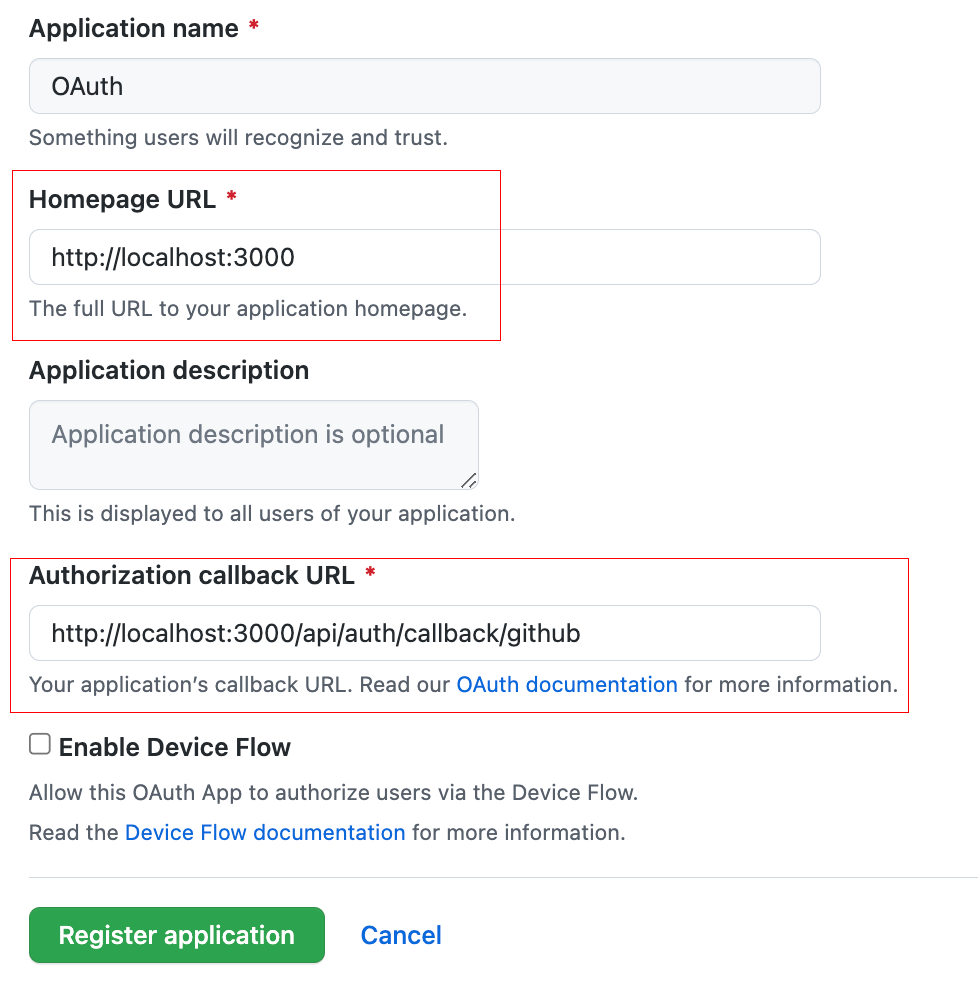 Application name *
OAuth
Something users will recognize and trust.
Homepage URL *
http://localhost:3000
The full URL to your application homepage.
Application description
Application description is optional
This is displayed to all users of your application.
Authorization callback URL *
http://localhost:3000/api/auth/callback/github
Your application’s callback URL. Read our OAuth documentation for more information.
Enable Device Flow
Allow this OAuth App to authorize users via the Device Flow.
Read the Device Flow documentation for more information.
Register application Cancel